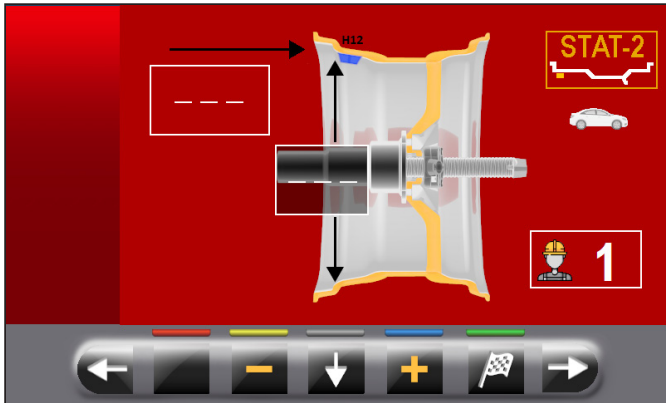 H12
STAT-2
_ _ _
_ _ _
1